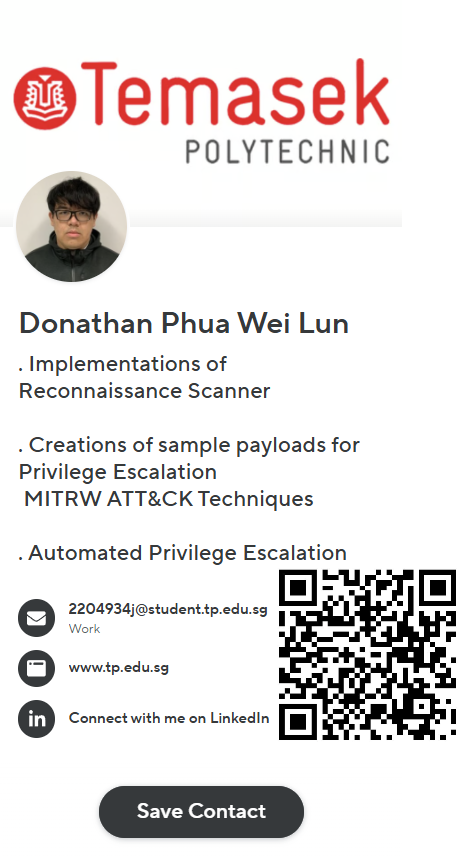 Temasek
POLYTECHNIC
Donathan Phua Wei Lun
. Implementations of
Reconnaissance Scanner
. Creations of sample payloads for
Privilege Escalation
MITRW ATT&CK Techniques
. Automated Privilege Escalation
2204934j@student.tp.edu.sg
Work
www.tp.edu.sg
in
Connect with me on LinkedIn
Save Contact